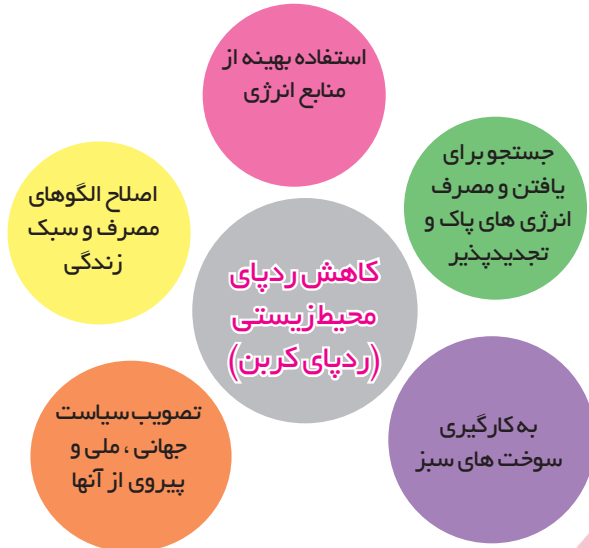 استفاده بهینه از
منابع انرژی
جستجو برای
یافتن و مصرف
انرژی های پاک و
تجدیدپذیر
اصلاح الگوهای
مصرف و سبک
زندگی
کاهش ردپای
محیط‌زیستی
(ردپای کربن)
تصویب سیاست
جهانی ، ملی و
پیروی از آنها
به کارگیری
سوخت های سبز